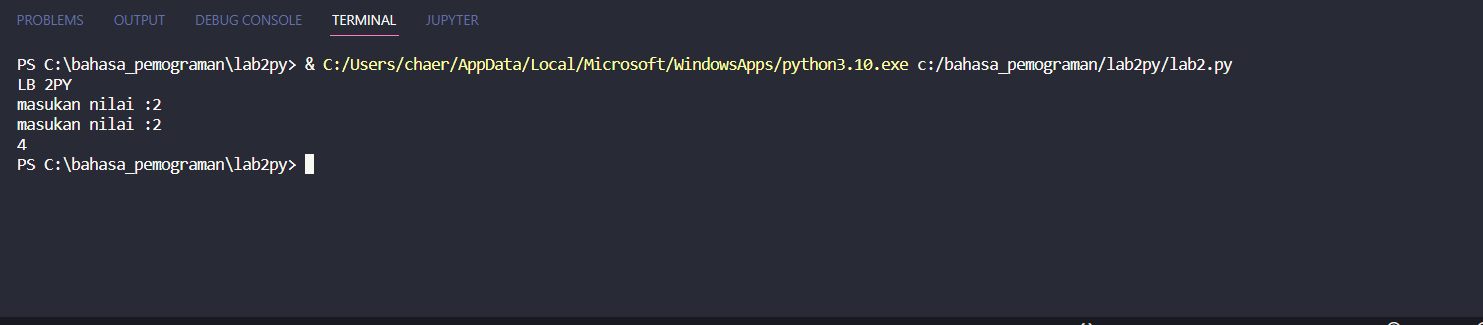 PROBLEMS OUTPUT DEBUG CONSOLE TERMINAL JUPYTER
PS C:\bahasa_pemograman\lab2py> & C:/Users/chaer/AppData/Local/Microsoft/WindowsApps/python3.10.exe c:/bahasa_pemograman/lab2py/lab2.py
LB 2PY
masukan nilai :2
masukan nilai :2
4
PS C:\bahasa_pemograman\lab2py>